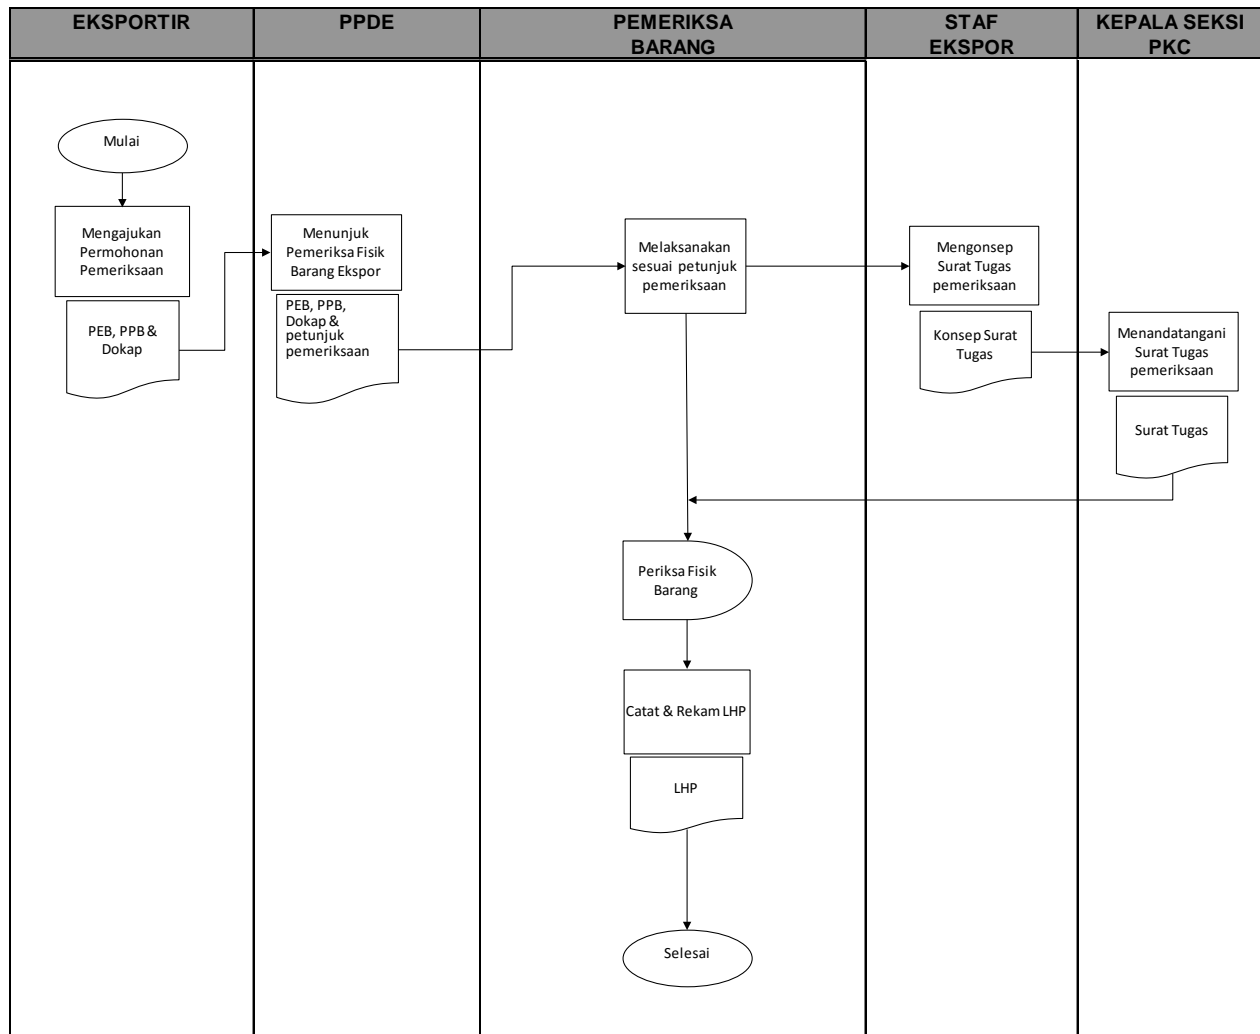 EKSPORTIR
PPDE
PEMERIKSA
BARANG
STAF
EKSPOR
KEPALA SEKSI
PKC
Mulai
Mengajukan
Permohonan
Pemeriksaan
PEB, PPB &
Dokap
Menunjuk
Pemeriksa Fisik
Barang Ekspor
PEB, PPB,
Dokap &
petunjuk
pemeriksaan
Melaksanakan
sesuai petunjuk
pemeriksaan
Mengonsep
Surat Tugas
pemeriksaan
Konsep Surat
Tugas
Menandatangani
Surat Tugas
pemeriksaan
Surat Tugas
Periksa Fisik
Barang
Catat & Rekam LHP
LHP
Selesai